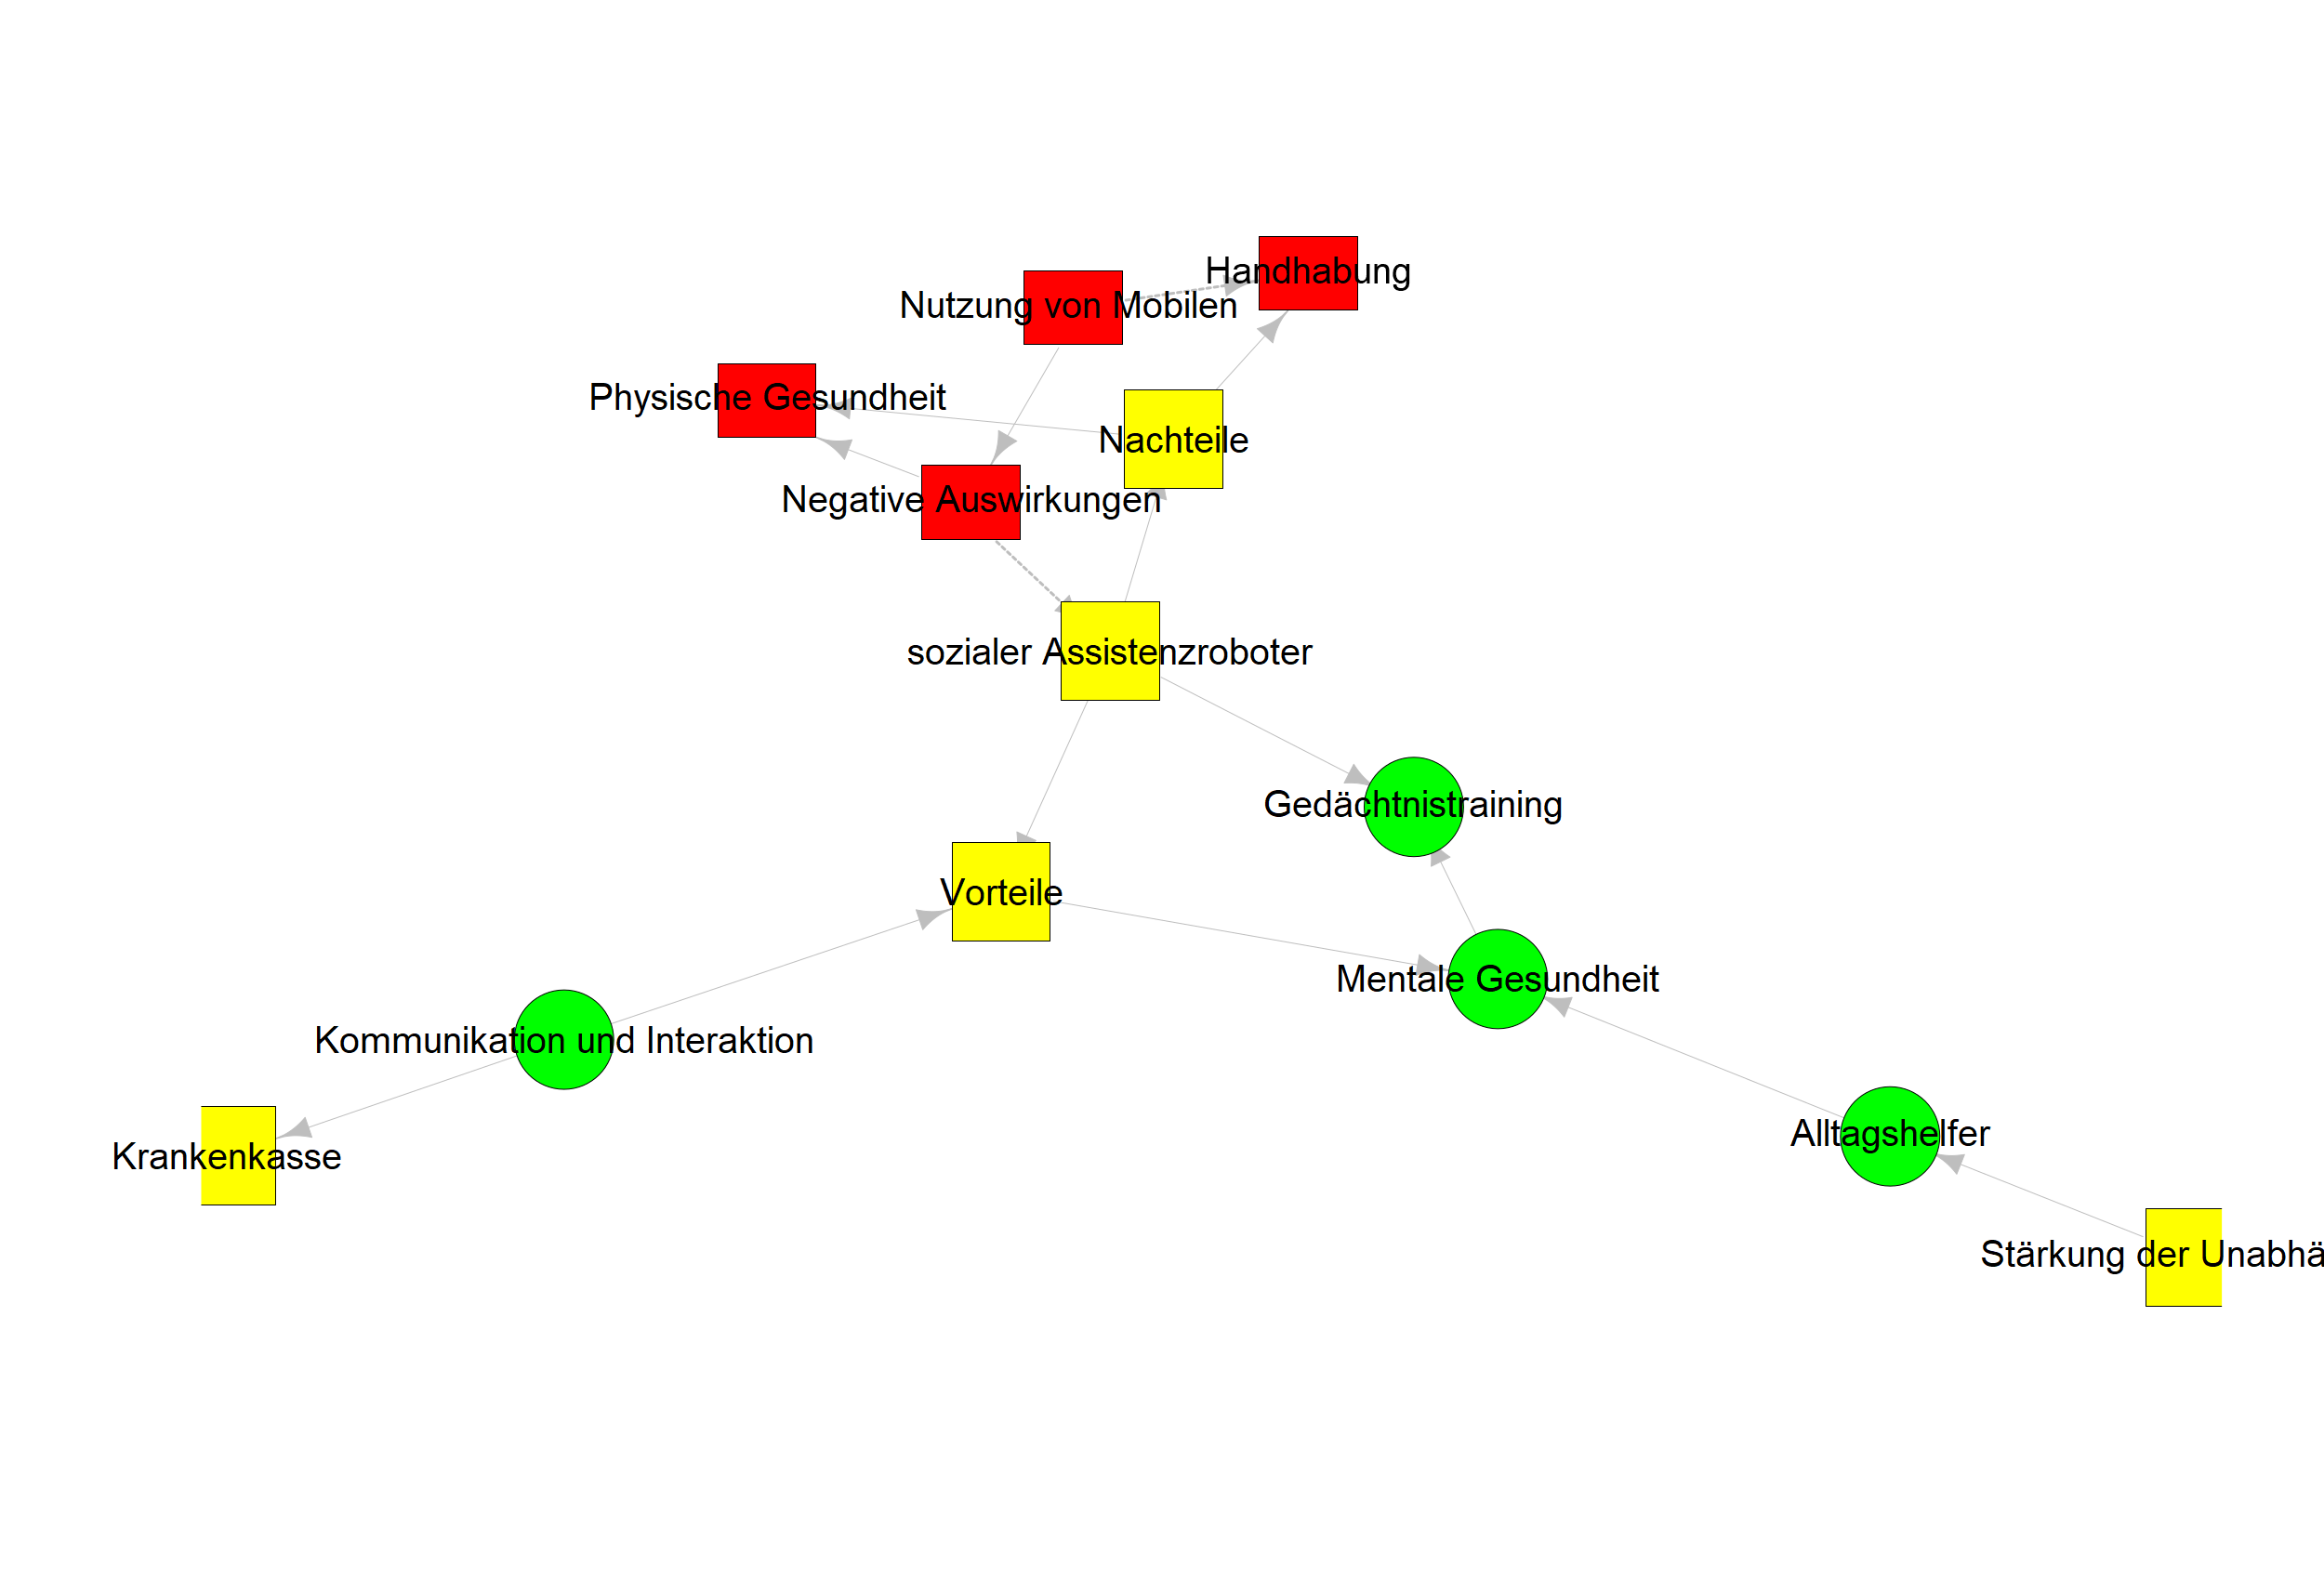 Handhabung
Nutzung von Mobilen
Physische Gesundheit
Nachteile
Negative Auswirkungen
sozialer Assistenzroboter
Gedächtnistraining
Vorteile
Mentale Gesundheit
Kommunikation und Interaktion
Alltagshelfer
Krankenkasse
Stärkung der Unabhä